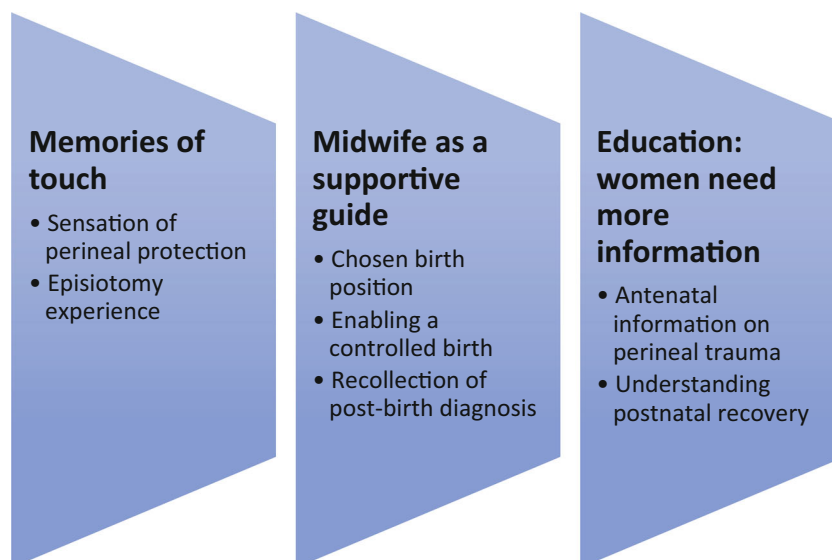 Memories of
touch
• Sensation of
perineal protection
• Episiotomy
experience
Midwife as a
supportive
guide
• Chosen birth
position
• Enabling a
controlled birth
• Recollection of
post-birth diagnosis
Education:
women need
more
information
• Antenatal
information on
perineal trauma
• Understanding
postnatal recovery